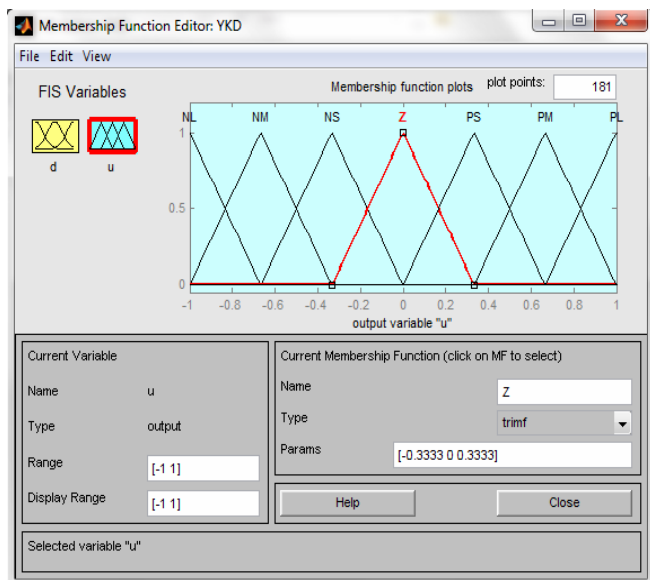 Membership Function Editor: YKD
File Edit View
FIS Variables
d u
Membership function plots plot points: 181
NL NM NS Z PS PM PL
1
0.5
0
-1 -0.8 -0.6 -0.4 -0.2 0 0.2 0.4 0.6 0.8 1
output variable "u"
Current Variable
Name u
Type output
Range [-1 1]
Display Range [-1 1]
Current Membership Function (click on MF to select)
Name Z
Type trimf
Params [-0.3333 0 0.3333]
Help Close
Selected variable "u"